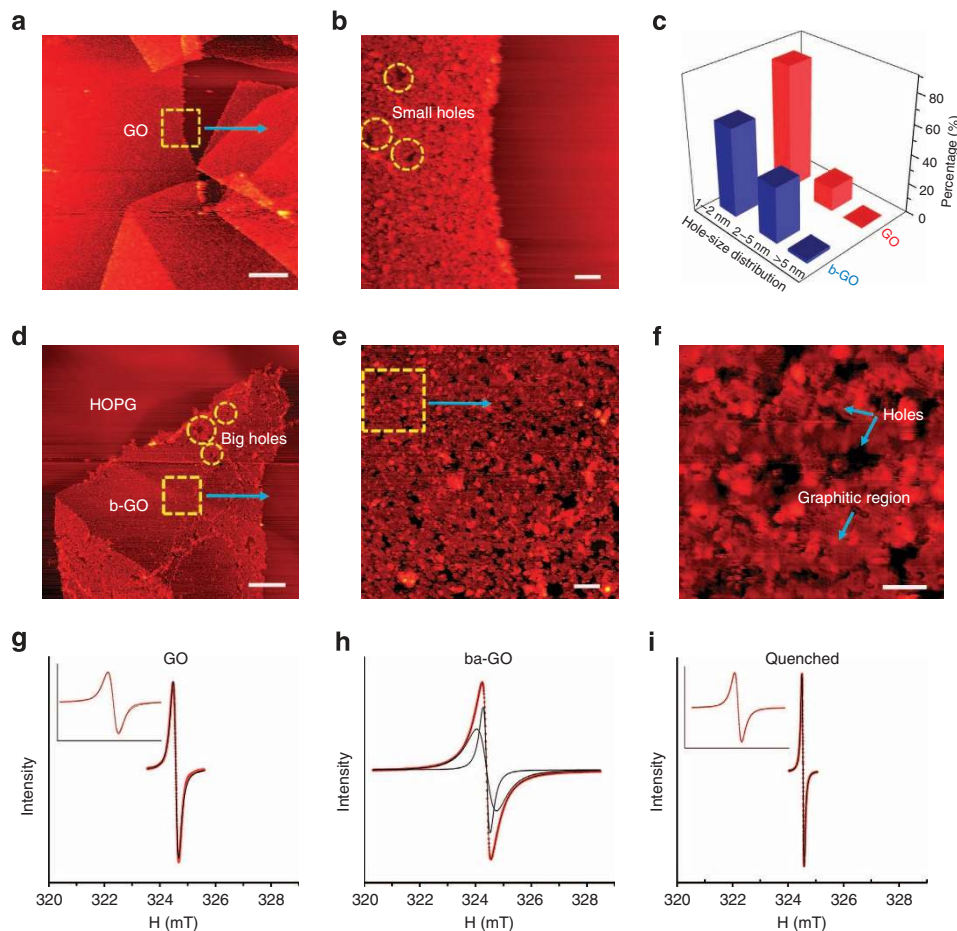 a
GO
b
Small holes
c
80
60
40
20
0
Percentage (%)
1–2 nm
2–5 nm
>5 nm
Hole-size distribution
GO
b-GO
d
HOPG
Big holes
b-GO
e
f
Holes
Graphitic region
g
GO
Intensity
320 322 324 326 328
H (mT)
h
ba-GO
Intensity
320 322 324 326 328
H (mT)
i
Quenched
Intensity
320 322 324 326 328
H (mT)